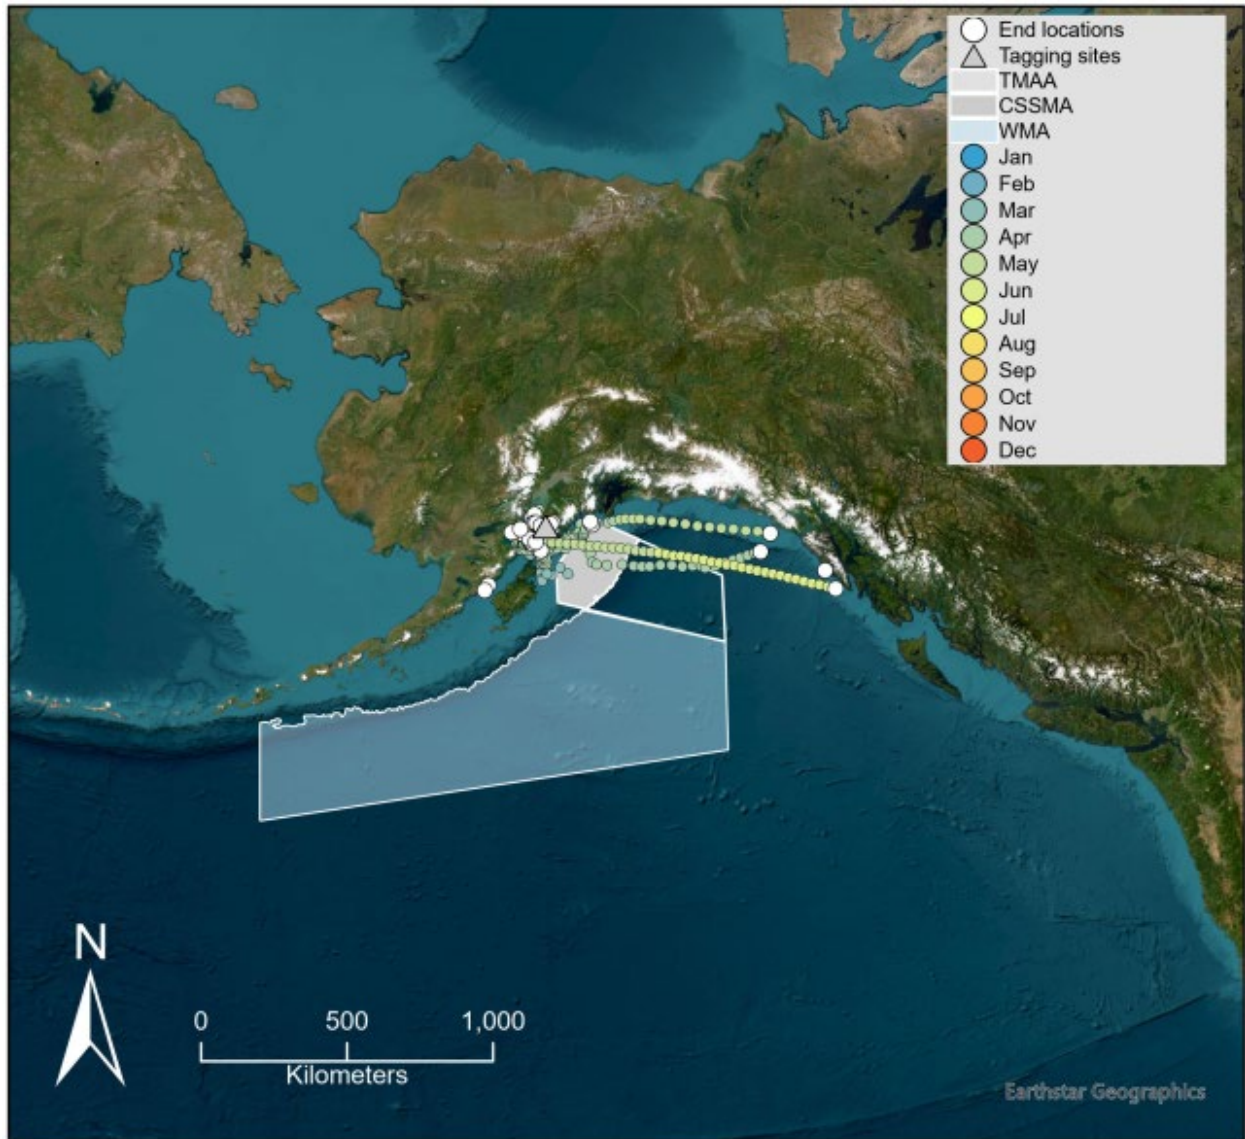 End locations
Tagging sites
TMAA
CSSMA
WMA
Jan
Feb
Mar
Apr
May
Jun
Jul
Aug
Sep
Oct
Nov
Dec
N
0 500 1,000
Kilometers
Earthstar Geographics